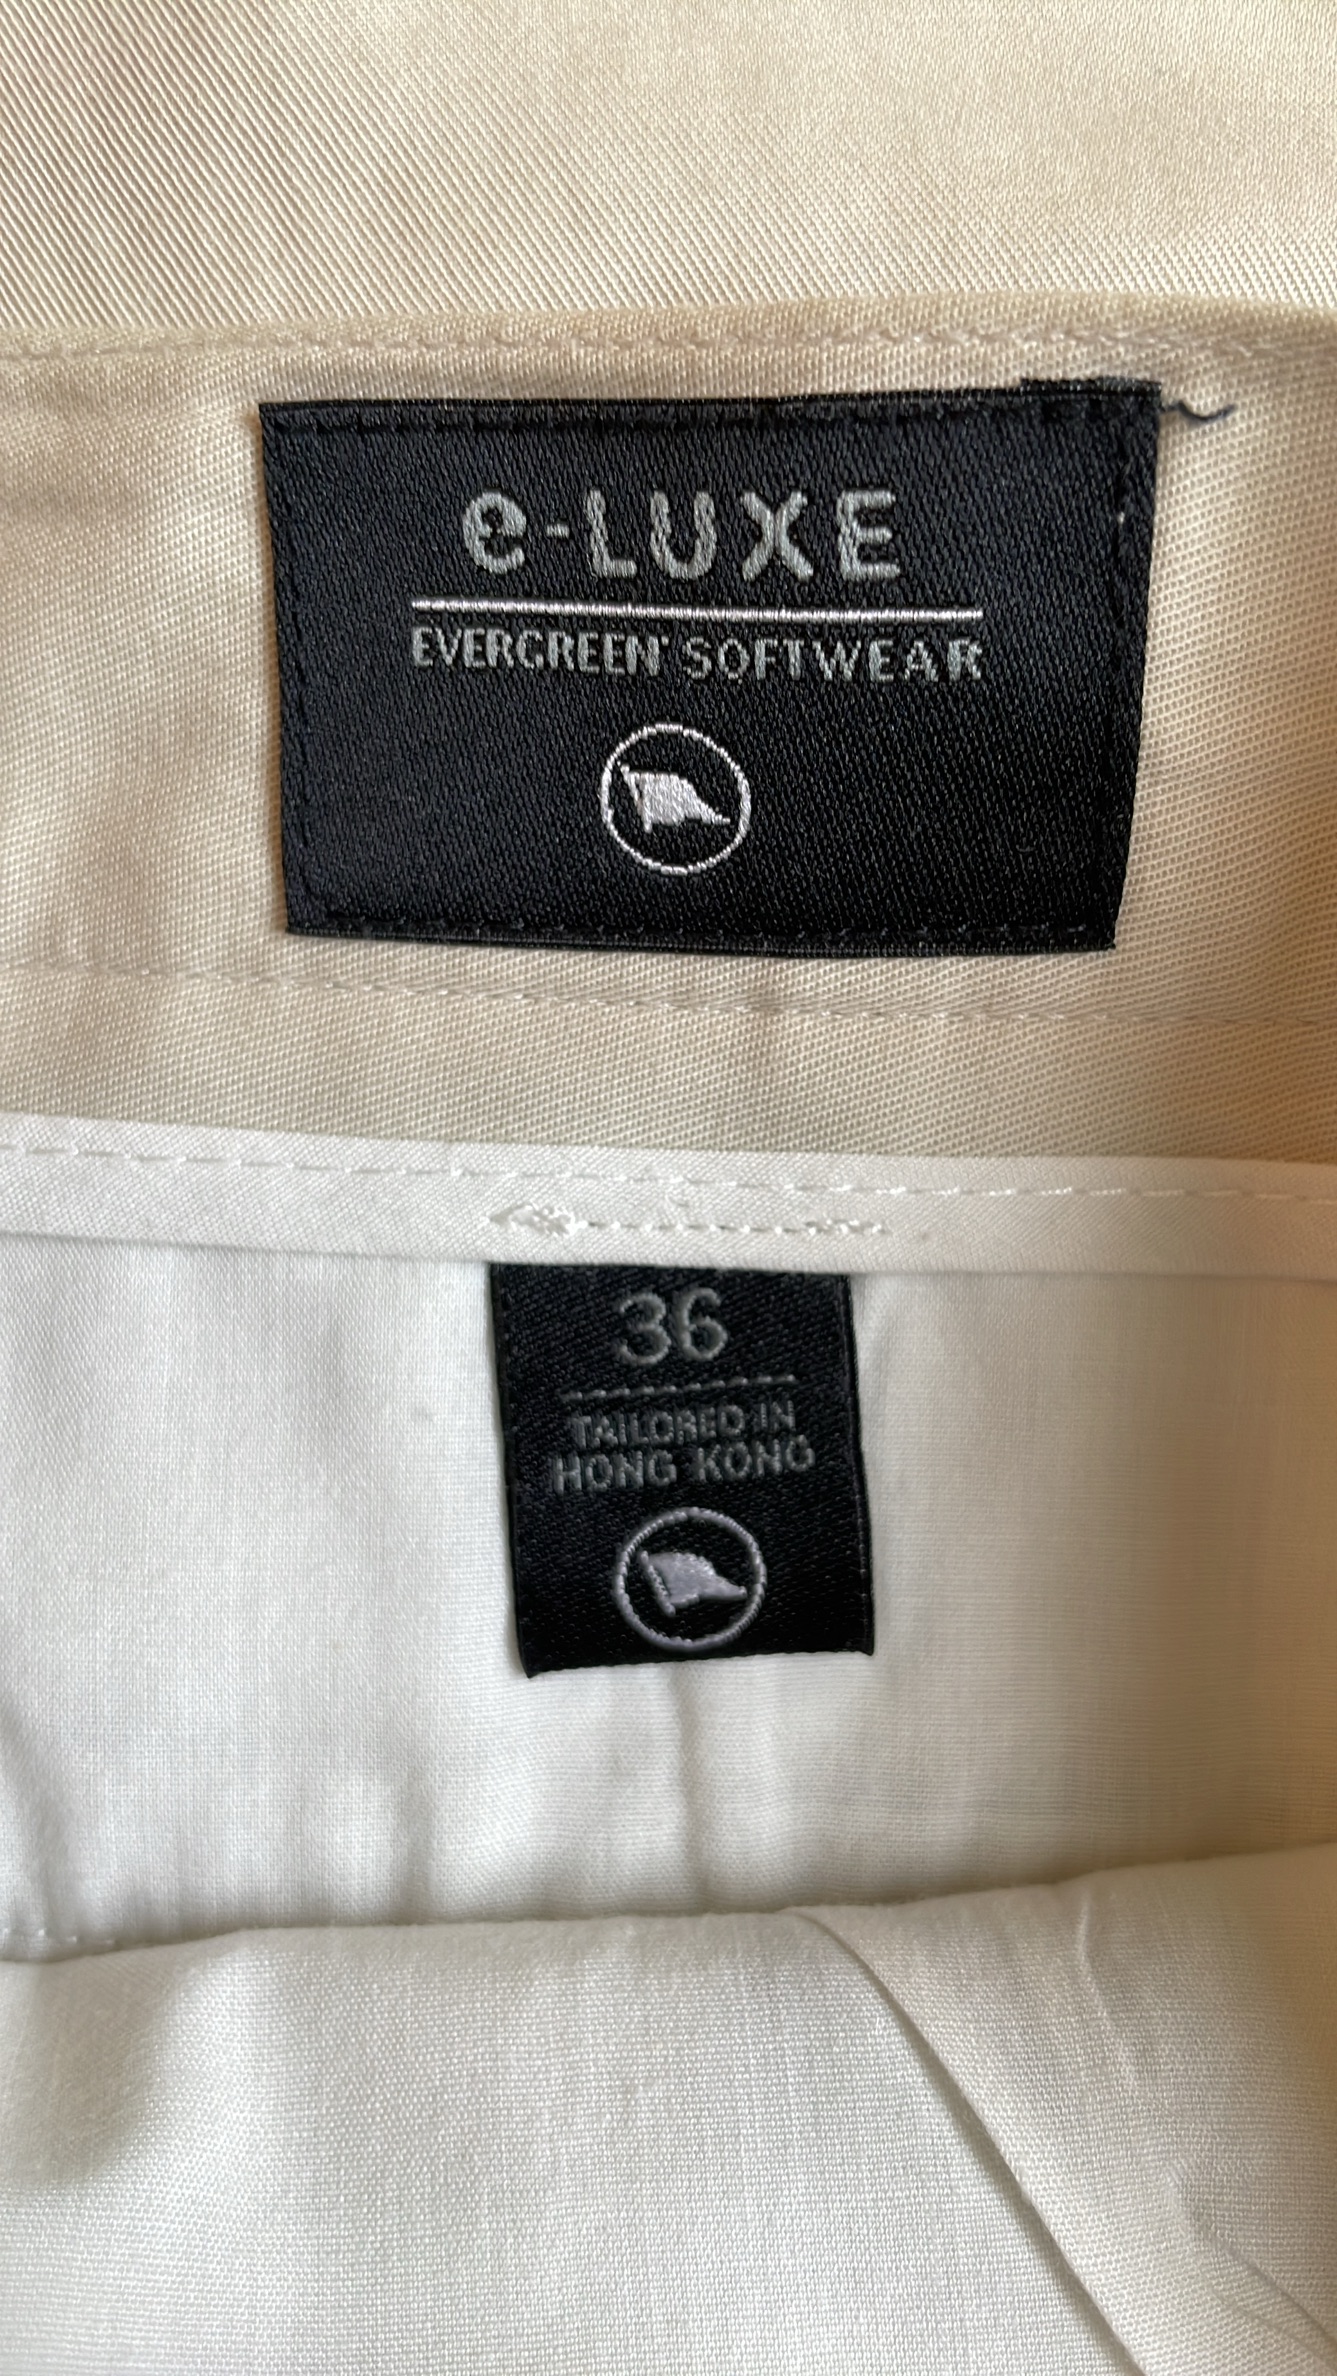 e-LUXE
EVERGREEN' SOFTWEAR
36
TAILORED IN
HONG KONG